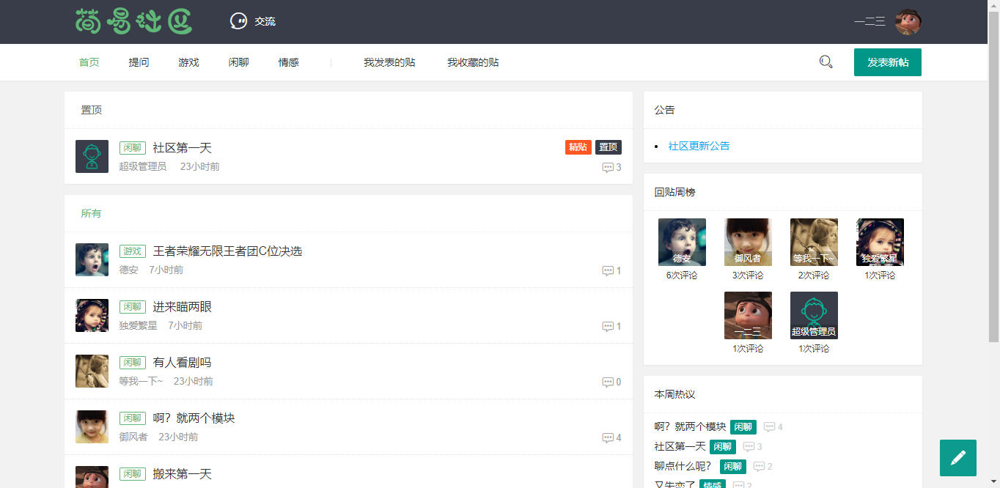 简易社区
交流
一二三
首页 提问 游戏 闲聊 情感 我发表的贴 我收藏的贴
发表新帖
置顶
闲聊 社区第一天 精贴 置顶
超级管理员 23小时前 3
所有
游戏 王者荣耀无限王者团C位决选
德安 7小时前 1
闲聊 进来瞄两眼
独爱繁星 7小时前 1
闲聊 有人看剧吗
等我一下~ 23小时前 0
闲聊 啊？就两个模块
御风者 23小时前 4
闲聊 搬来第一天
公告
社区更新公告
回贴周榜
德安 御风者 等我一下~ 独爱繁星
6次评论 3次评论 2次评论 1次评论
一二三 超级管理员
1次评论 1次评论
本周热议
啊？就两个模块 闲聊 4
社区第一天 闲聊 3
聊点什么呢？ 闲聊 2
又失恋了 情感 2